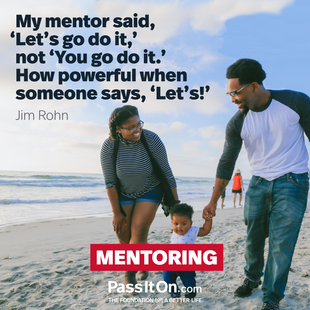 My mentor said,
‘Let’s go do it,’
not ‘You go do it.’
How powerful when
someone says, ‘Let’s!’
Jim Rohn
MENTORING
PassItOn.com
THE FOUNDATION FOR A BETTER LIFE